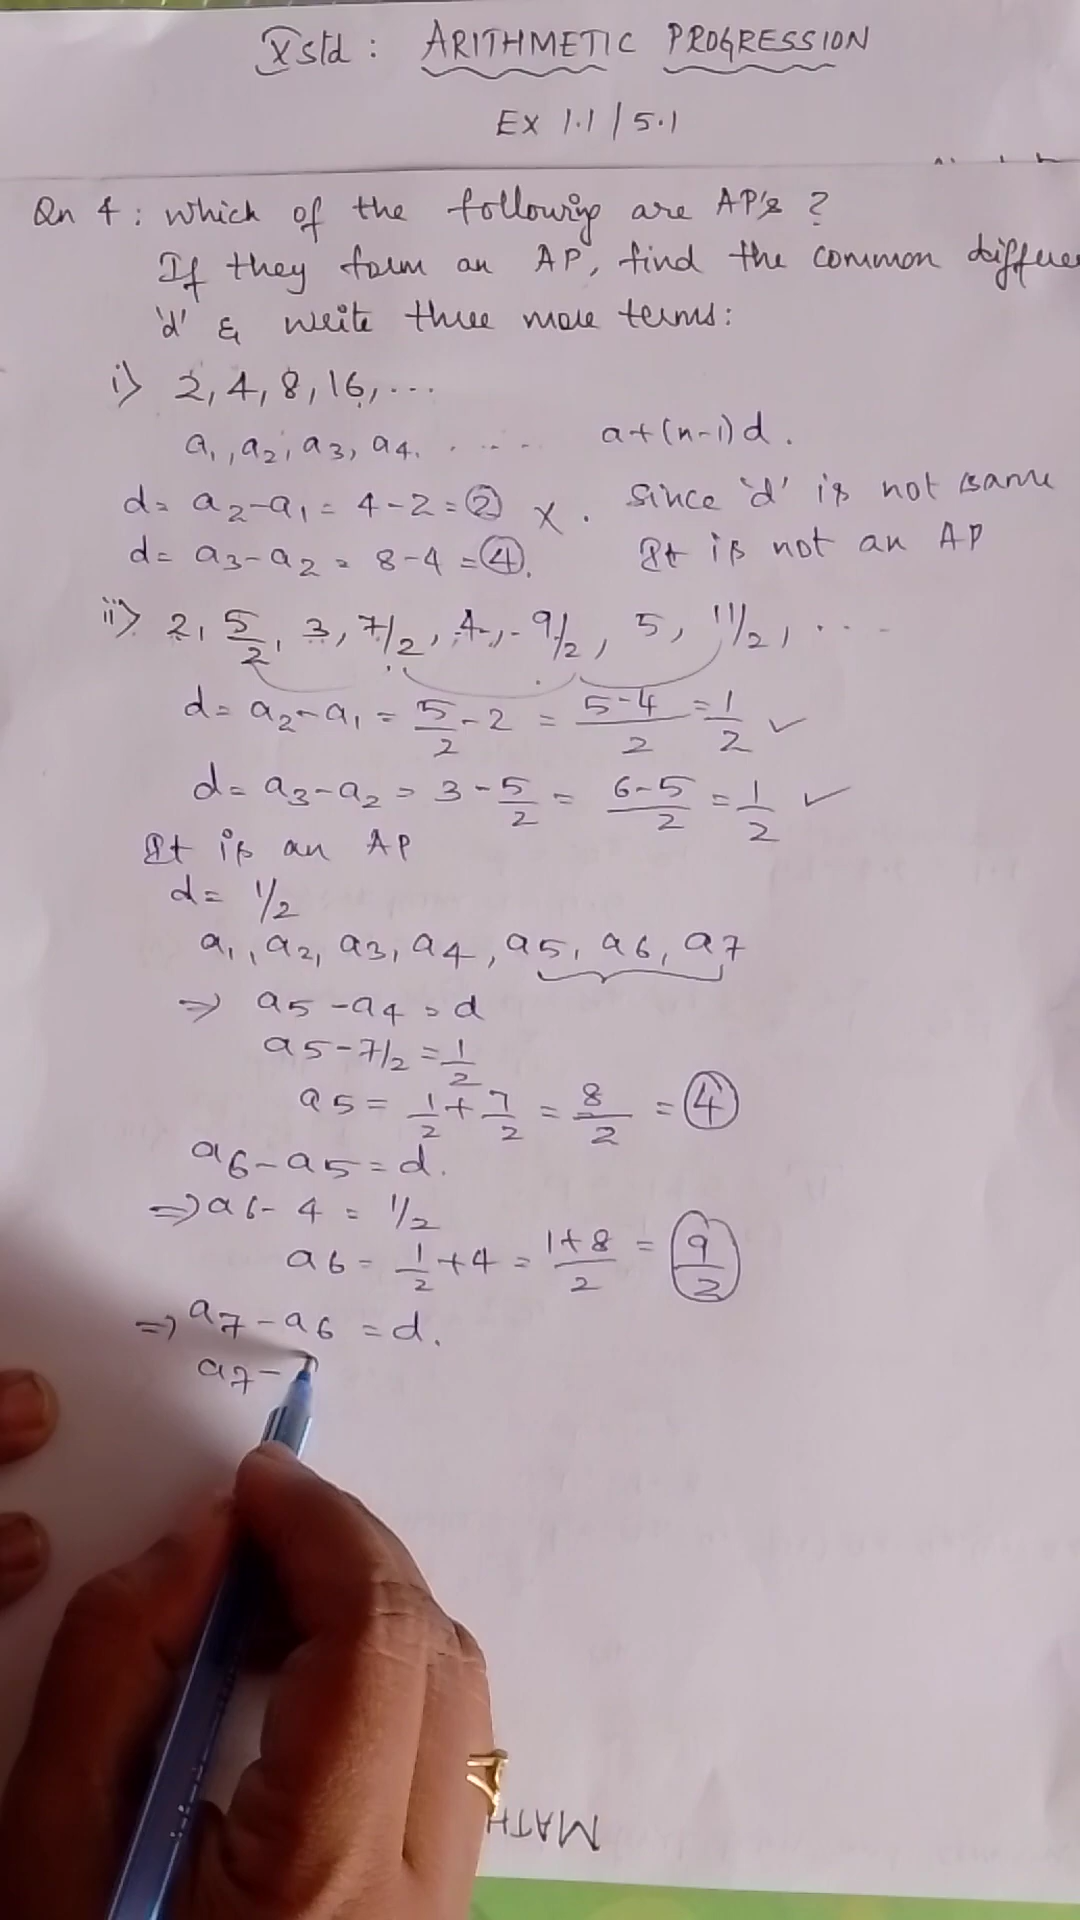 X std : ARITHMETIC PROGRESSION
Ex 1.1 / 5.1
Qn 4 : Which of the following are AP's ?
If they form an AP, find the common differen
'd' & write three more terms :
i) 2, 4, 8, 16, ...
a₁, a₂, a₃, a₄, ..... a+(n-1)d.
d = a₂-a₁ = 4-2 = 2 X. Since 'd' is not same
d = a₃-a₂ = 8-4 = 4. It is not an AP
ii) 2, 5/2, 3, 7/2, 4, 9/2, 5, 11/2, ...
d = a₂-a₁ = 5/2 - 2 = (5-4)/2 = 1/2 ✓
d = a₃-a₂ = 3 - 5/2 = (6-5)/2 = 1/2 ✓
It is an AP
d = 1/2
a₁, a₂, a₃, a₄, a₅, a₆, a₇
⇒ a₅-a₄ = d
a₅-7/2 = 1/2
a₅ = 1/2 + 7/2 = 8/2 = 4
a₆-a₅ = d.
⇒ a₆-4 = 1/2
a₆ = 1/2 + 4 = (1+8)/2 = 9/2
⇒ a₇-a₆ = d.
a₇-
MATH